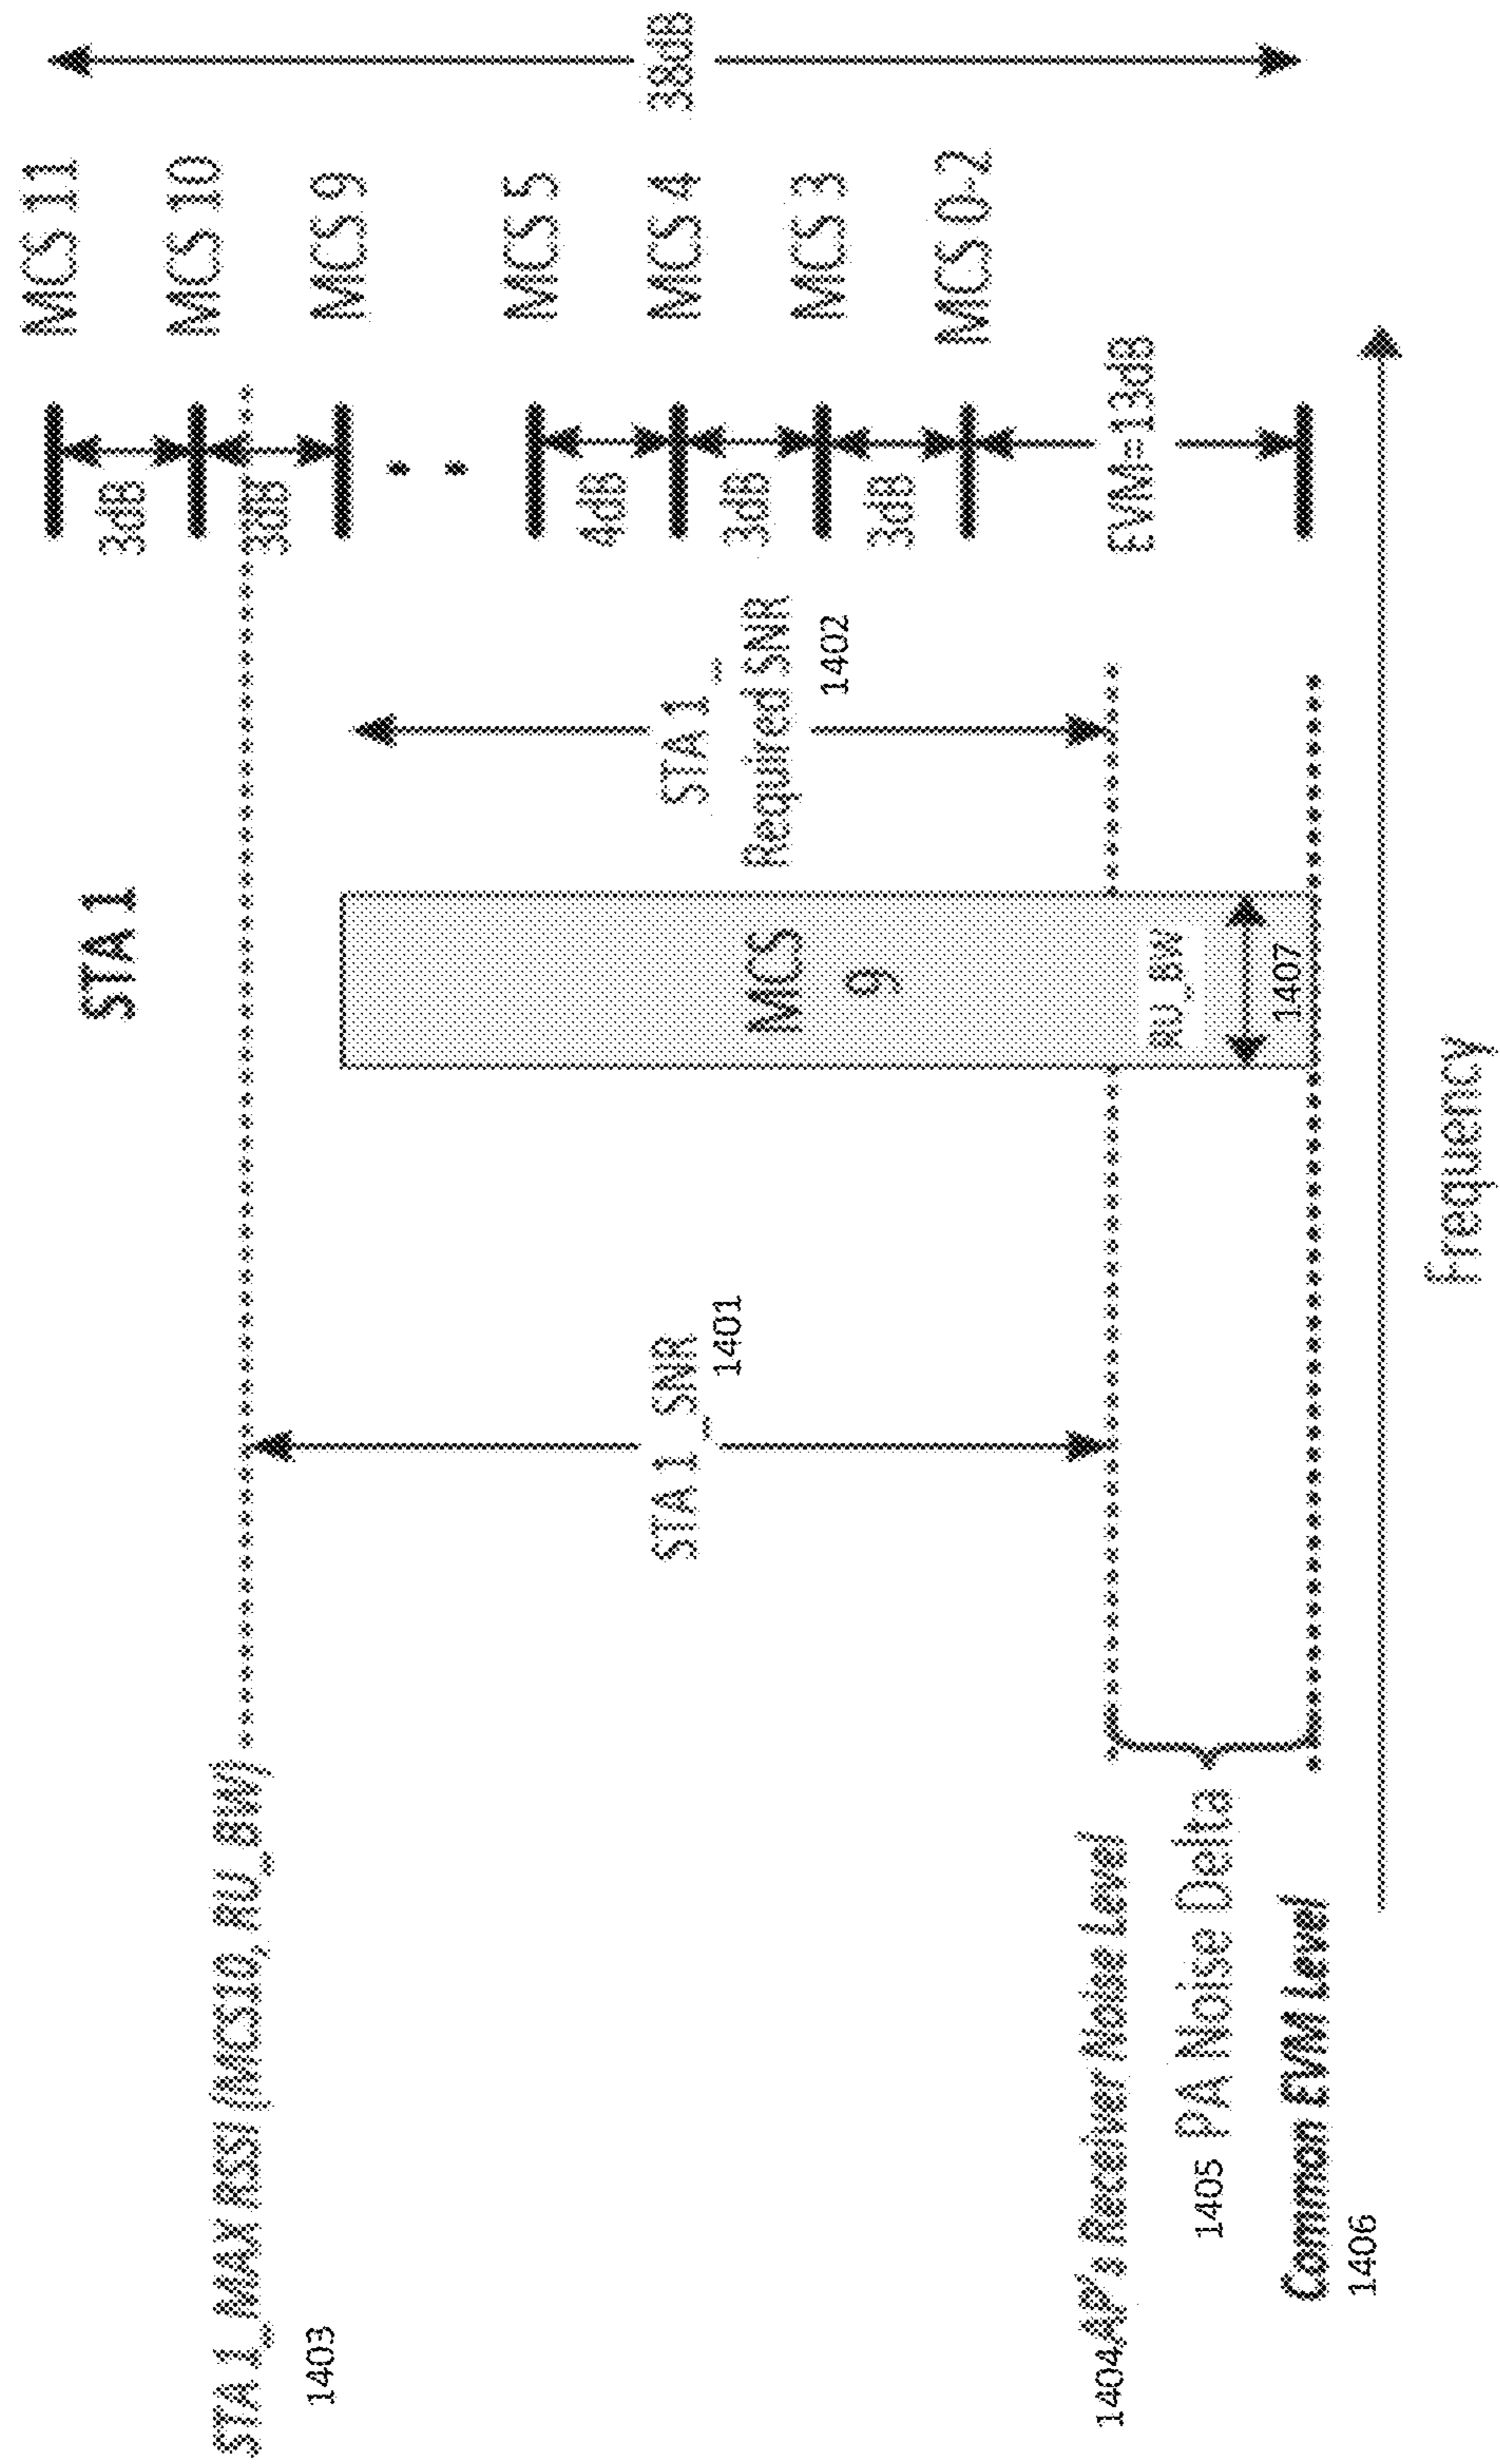 STA 1
STA 1_MAX RSSI (MCS10, RU_BW)
1403
STA 1_SNR
1401
STA 1_
Required SNR
1402
MCS
9
RU_BW
1407
1404 AP's Receiver Noise Level
1405 PA Noise Delta
Common EVM Level
1406
Frequency
3dB
3dB
4dB
3dB
3dB
EVM=13dB
MCS 11
MCS 10
MCS 9
MCS 5
MCS 4
MCS 3
MCS 0-2
38dB